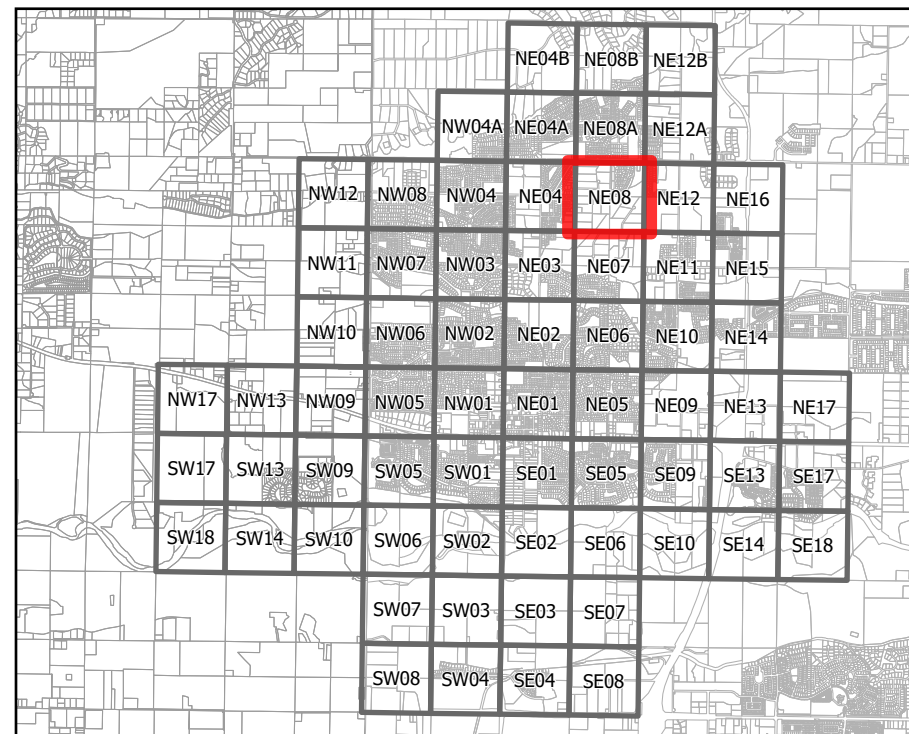 NE04B NE08B NE12B
NW04A NE04A NE08A NE12A
NW12 NW08 NW04 NE04 NE08 NE12 NE16
NW11 NW07 NW03 NE03 NE07 NE11 NE15
NW10 NW06 NW02 NE02 NE06 NE10 NE14
NW17 NW13 NW09 NW05 NW01 NE01 NE05 NE09 NE13 NE17
SW17 SW13 SW09 SW05 SW01 SE01 SE05 SE09 SE13 SE17
SW18 SW14 SW10 SW06 SW02 SE02 SE06 SE10 SE14 SE18
SW07 SW03 SE03 SE07
SW08 SW04 SE04 SE08